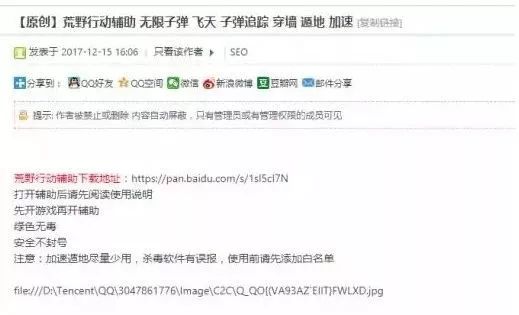 【原创】荒野行动辅助 无限子弹 飞天 子弹追踪 穿墙 遁地 加速 [复制链接]
发表于 2017-12-15 16:06 | 只看该作者 | SEO
分享到: QQ好友 QQ空间 微信 新浪微博 豆瓣网 邮件分享
提示: 作者被禁止或删除 内容自动屏蔽，只有管理员或有管理权限的成员可见
荒野行动辅助下载地址：https://pan.baidu.com/s/1sl5cl7N
打开辅助后请先阅读使用说明
先开游戏再开辅助
绿色无毒
安全不封号
注意：加速遁地尽量少用，杀毒软件有误报，使用前请先添加白名单
file:///D:\Tencent\QQ\3047861776\Image\C2C\Q_QO{(VA93AZ`EIIT}FWLXD.jpg